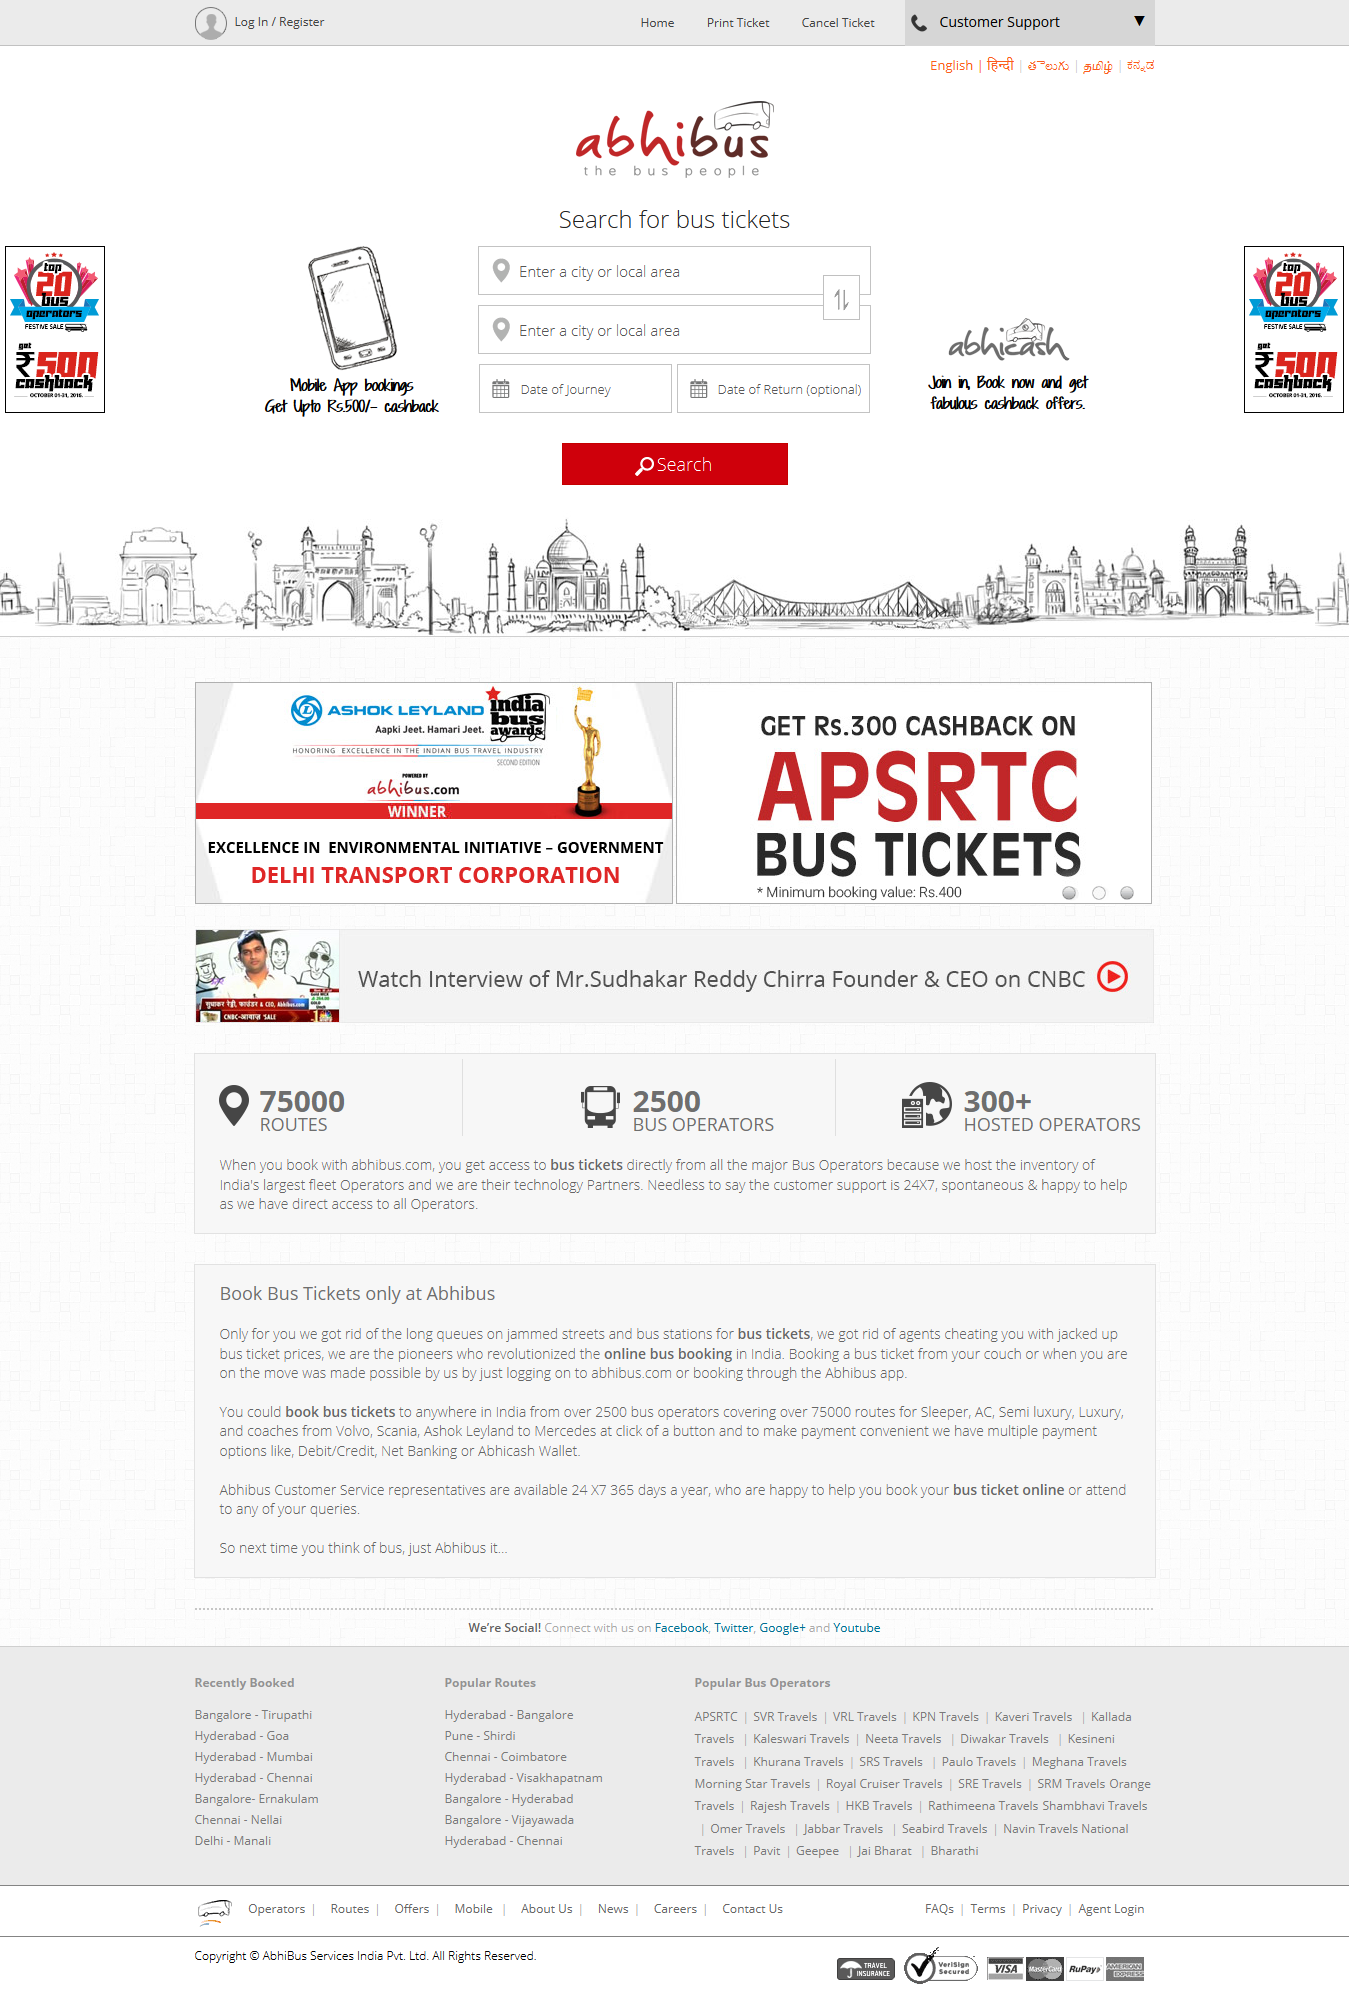 Log In / Register
Home
Print Ticket
Cancel Ticket
Customer Support
English | हिन्दी | తెలుగు | தமிழ் | ಕನ್ನಡ
abhibus
the bus people
Search for bus tickets
top
20
bus
operators
FESTIVE SALE
get
₹500
cashback
OCTOBER 01-31, 2016.
Mobile App bookings
Get Upto Rs.500/- cashback
Enter a city or local area
Enter a city or local area
Date of Journey
Date of Return (optional)
Search
abhicash
Join in, Book now and get
fabulous cashback offers.
top
20
bus
operators
FESTIVE SALE
get
₹500
cashback
OCTOBER 01-31, 2016.
ASHOK LEYLAND
Aapki Jeet. Hamari Jeet.
india
bus
awards
HONORING EXCELLENCE IN THE INDIAN BUS TRAVEL INDUSTRY
SECOND EDITION
POWERED BY
abhibus.com
WINNER
EXCELLENCE IN ENVIRONMENTAL INITIATIVE – GOVERNMENT
DELHI TRANSPORT CORPORATION
GET Rs.300 CASHBACK ON
APSRTC
BUS TICKETS
* Minimum booking value: Rs.400
सुधाकर रेड्डी, फाउंडर & CEO, Abhibus.com
CNBC-आवाज़ SALE
Watch Interview of Mr.Sudhakar Reddy Chirra Founder & CEO on CNBC
75000
ROUTES
2500
BUS OPERATORS
300+
HOSTED OPERATORS
When you book with abhibus.com, you get access to bus tickets directly from all the major Bus Operators because we host the inventory of
India's largest fleet Operators and we are their technology Partners. Needless to say the customer support is 24X7, spontaneous & happy to help
as we have direct access to all Operators.
Book Bus Tickets only at Abhibus
Only for you we got rid of the long queues on jammed streets and bus stations for bus tickets, we got rid of agents cheating you with jacked up
bus ticket prices, we are the pioneers who revolutionized the online bus booking in India. Booking a bus ticket from your couch or when you are
on the move was made possible by us by just logging on to abhibus.com or booking through the Abhibus app.
You could book bus tickets to anywhere in India from over 2500 bus operators covering over 75000 routes for Sleeper, AC, Semi luxury, Luxury,
and coaches from Volvo, Scania, Ashok Leyland to Mercedes at click of a button and to make payment convenient we have multiple payment
options like, Debit/Credit, Net Banking or Abhicash Wallet.
Abhibus Customer Service representatives are available 24 X7 365 days a year, who are happy to help you book your bus ticket online or attend
to any of your queries.
So next time you think of bus, just Abhibus it...
We're Social! Connect with us on Facebook, Twitter, Google+ and Youtube
Recently Booked
Bangalore - Tirupathi
Hyderabad - Goa
Hyderabad - Mumbai
Hyderabad - Chennai
Bangalore- Ernakulam
Chennai - Nellai
Delhi - Manali
Popular Routes
Hyderabad - Bangalore
Pune - Shirdi
Chennai - Coimbatore
Hyderabad - Visakhapatnam
Bangalore - Hyderabad
Bangalore - Vijayawada
Hyderabad - Chennai
Popular Bus Operators
APSRTC | SVR Travels | VRL Travels | KPN Travels | Kaveri Travels | Kallada
Travels | Kaleswari Travels | Neeta Travels | Diwakar Travels | Kesineni
Travels | Khurana Travels | SRS Travels | Paulo Travels | Meghana Travels
Morning Star Travels | Royal Cruiser Travels | SRE Travels | SRM Travels Orange
Travels | Rajesh Travels | HKB Travels | Rathimeena Travels Shambhavi Travels
| Omer Travels | Jabbar Travels | Seabird Travels | Navin Travels National
Travels | Pavit | Geepee | Jai Bharat | Bharathi
Operators | Routes | Offers | Mobile | About Us | News | Careers | Contact Us
FAQs | Terms | Privacy | Agent Login
Copyright © AbhiBus Services India Pvt. Ltd. All Rights Reserved.
TRAVEL
INSURANCE
VeriSign
Secured
VISA
MasterCard
RuPay
AMERICAN
EXPRESS